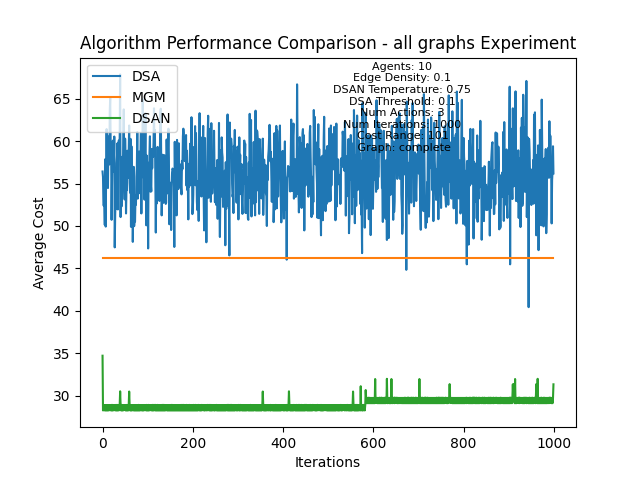 Algorithm Performance Comparison - all graphs Experiment
DSA
MGM
DSAN
Agents: 10
Edge Density: 0.1
DSAN Temperature: 0.75
DSA Threshold: 0.1
Num Actions: 3
Num Iterations: 1000
Cost Range: 101
Graph: complete
Average Cost
65
60
55
50
45
40
35
30
0
200
400
600
800
1000
Iterations